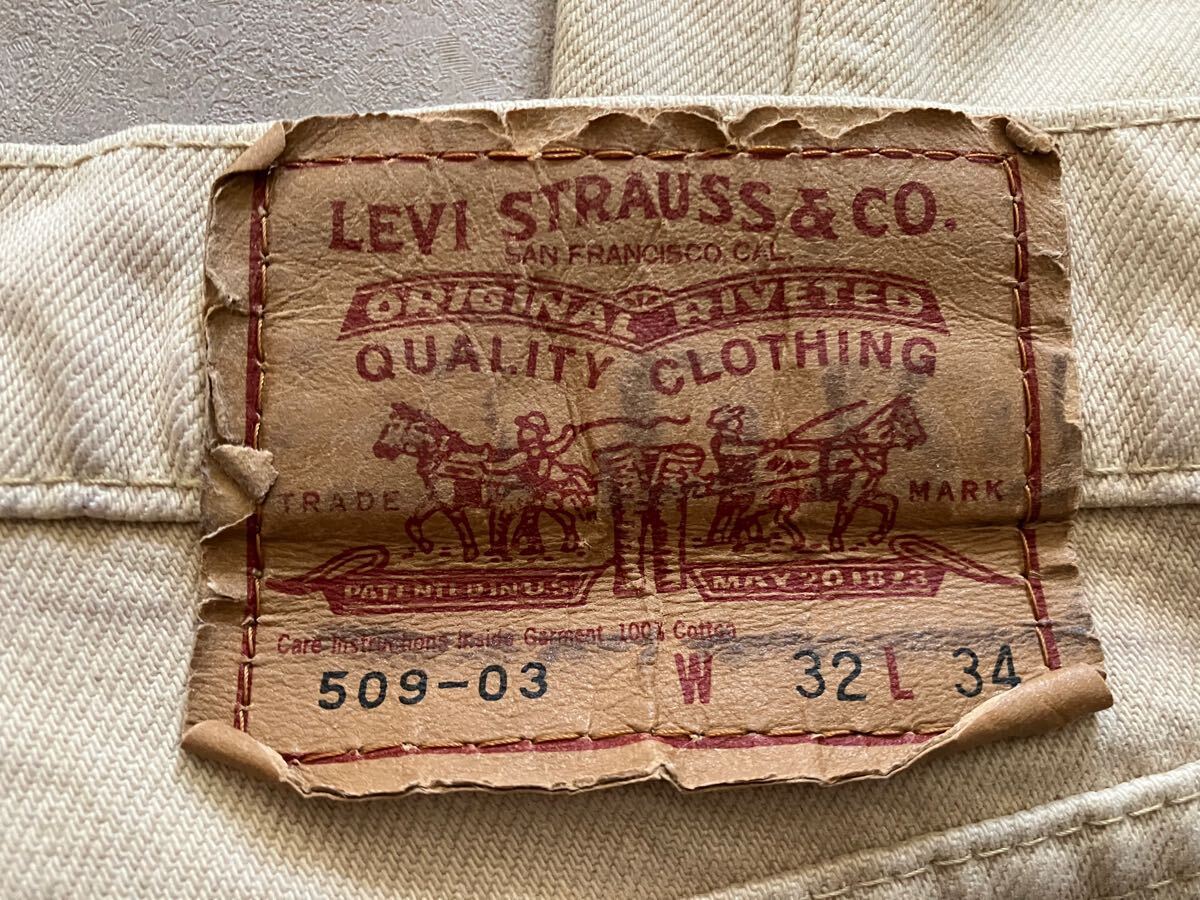 LEVI STRAUSS & CO.
SAN FRANCISCO, CAL.
ORIGINAL RIVETED
QUALITY CLOTHING
TRADE MARK
PATENTED IN U.S. MAY 20 1873
Care Instructions Inside Garment 100% Cotton
509-03 W 32 L 34